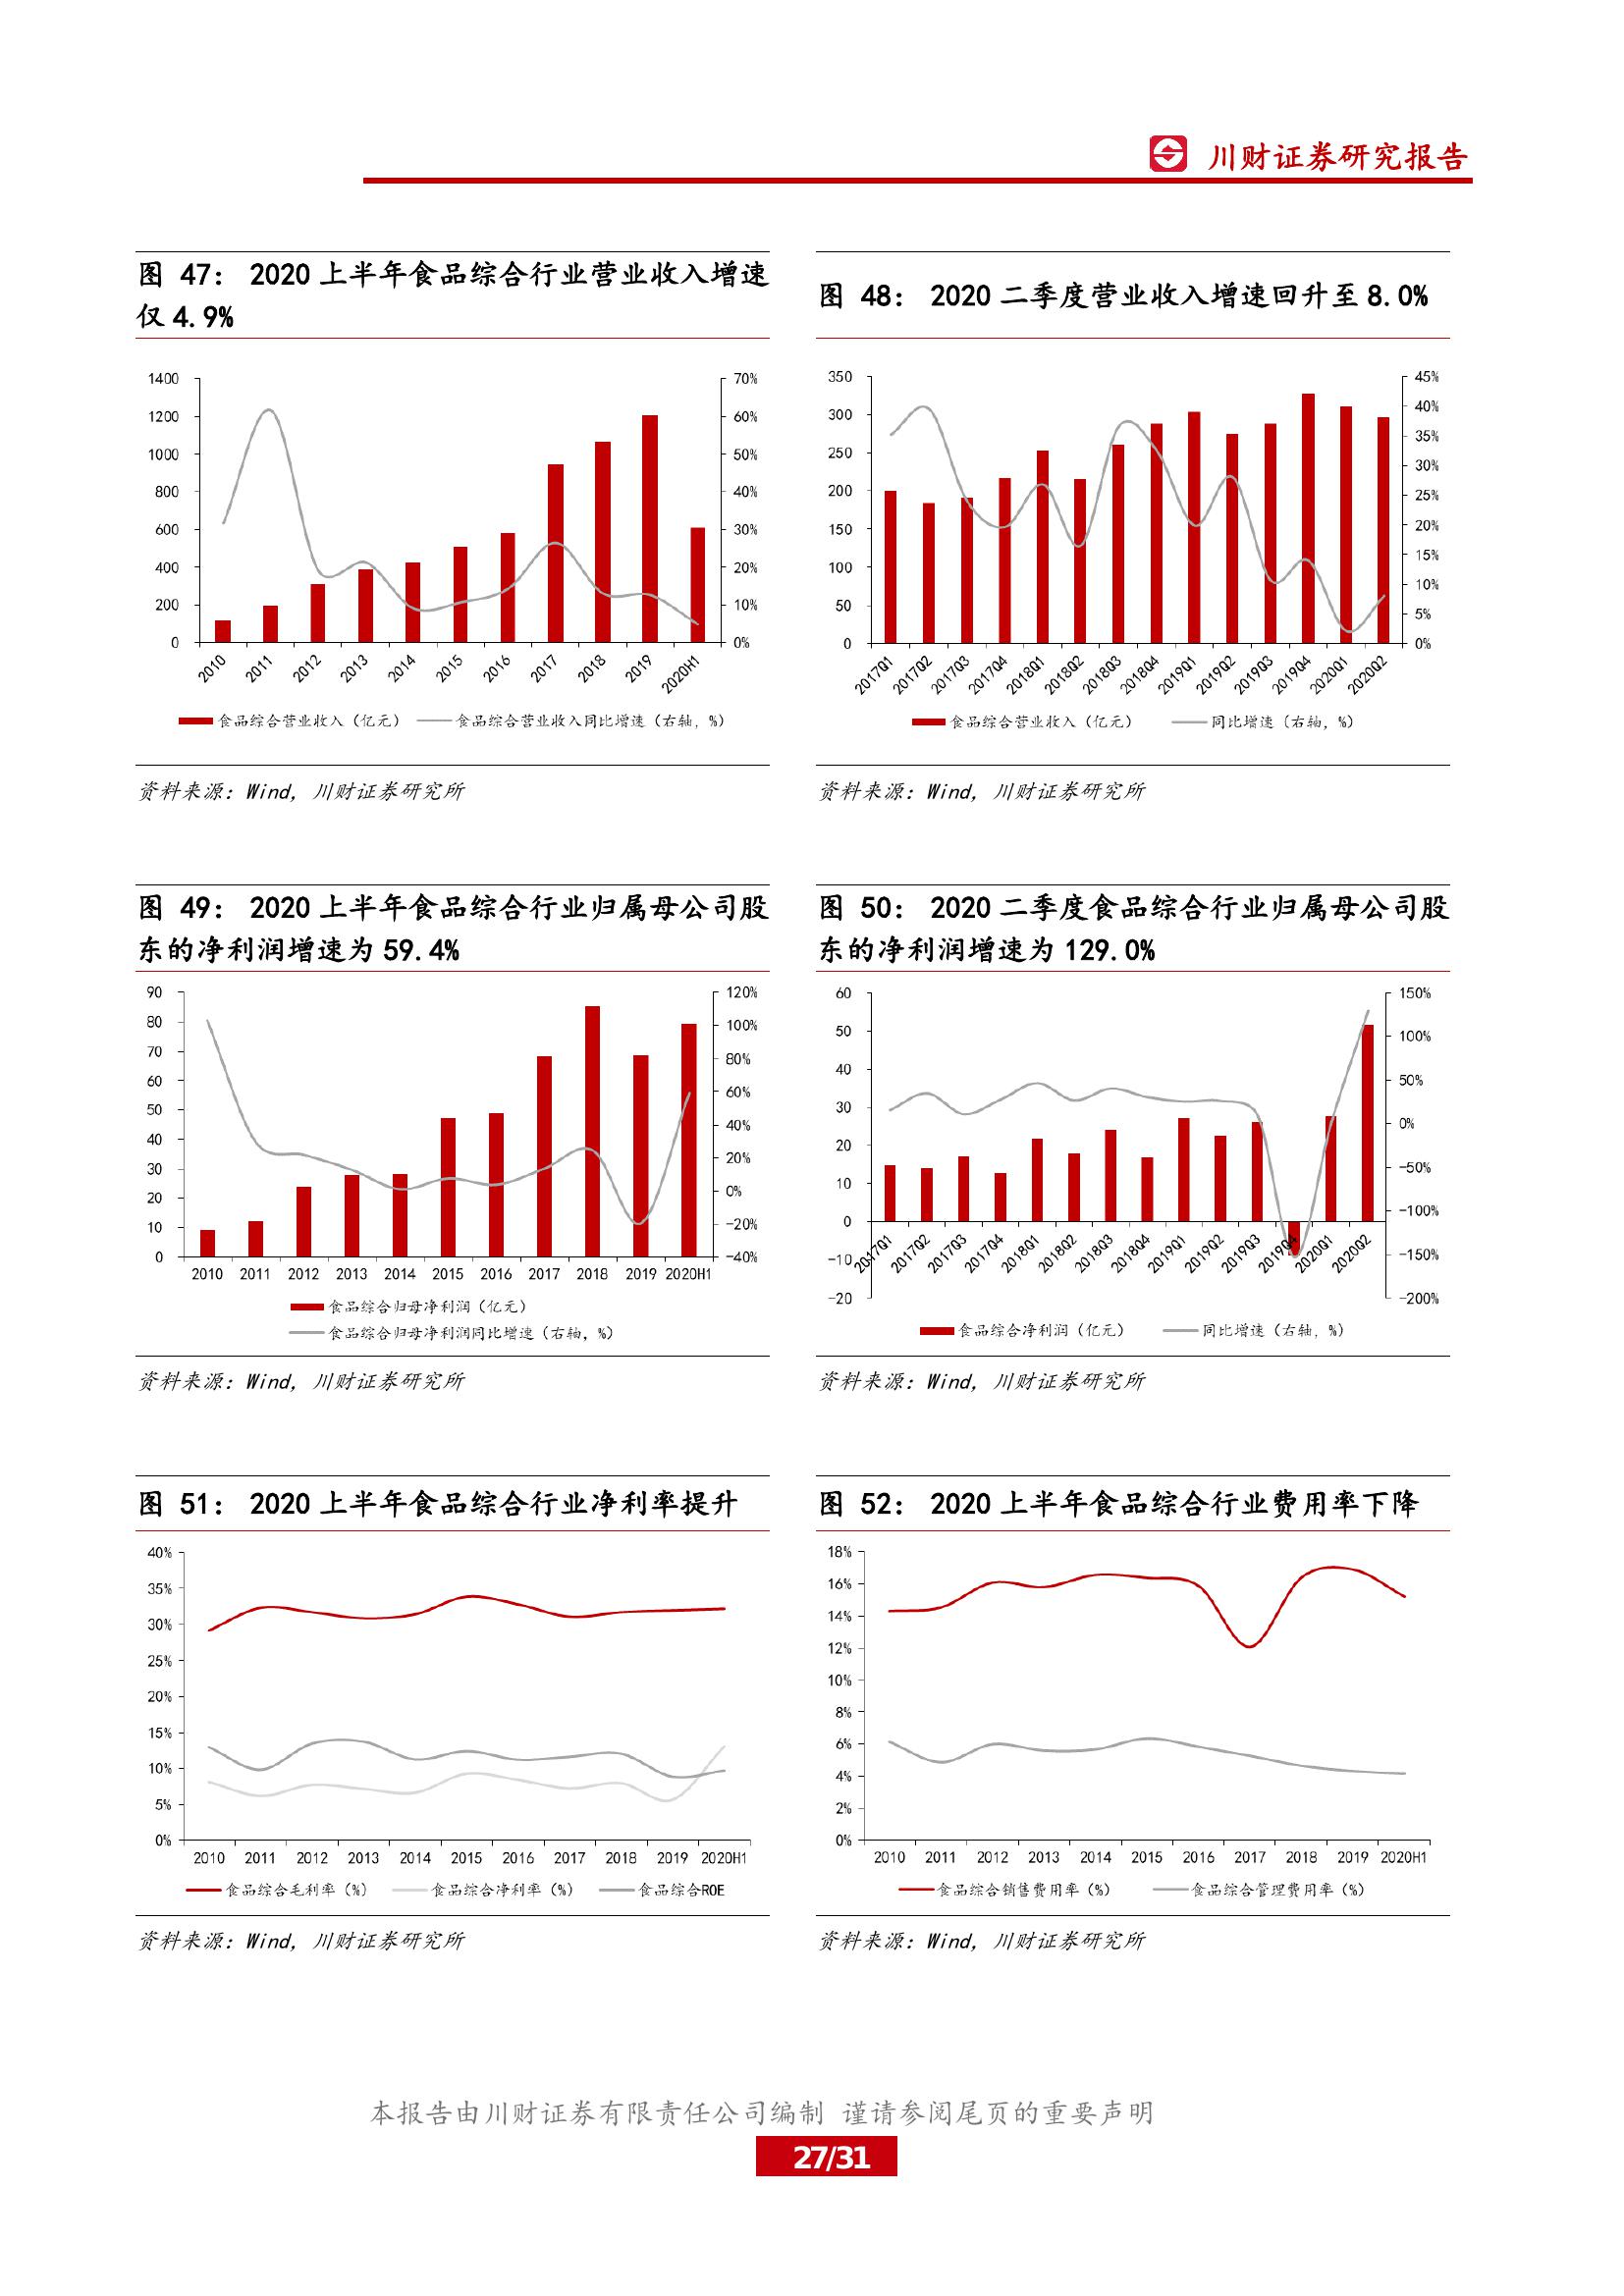 川财证券研究报告
图 47： 2020 上半年食品综合行业营业收入增速
仅 4.9%
1400
1200
1000
800
600
400
200
0
70%
60%
50%
40%
30%
20%
10%
0%
2010
2011
2012
2013
2014
2015
2016
2017
2018
2019
2020H1
食品综合营业收入（亿元）
食品综合营业收入同比增速（右轴，%）
资料来源：Wind，川财证券研究所
图 48： 2020 二季度营业收入增速回升至 8.0%
350
300
250
200
150
100
50
0
45%
40%
35%
30%
25%
20%
15%
10%
5%
0%
2017Q1
2017Q2
2017Q3
2017Q4
2018Q1
2018Q2
2018Q3
2018Q4
2019Q1
2019Q2
2019Q3
2019Q4
2020Q1
2020Q2
食品综合营业收入（亿元）
同比增速（右轴，%）
资料来源：Wind，川财证券研究所
图 49： 2020 上半年食品综合行业归属母公司股
东的净利润增速为 59.4%
90
80
70
60
50
40
30
20
10
0
120%
100%
80%
60%
40%
20%
0%
-20%
-40%
2010
2011
2012
2013
2014
2015
2016
2017
2018
2019
2020H1
食品综合归母净利润（亿元）
食品综合归母净利润同比增速（右轴，%）
资料来源：Wind，川财证券研究所
图 50： 2020 二季度食品综合行业归属母公司股
东的净利润增速为 129.0%
60
50
40
30
20
10
0
-10
-20
150%
100%
50%
0%
-50%
-100%
-150%
-200%
2017Q1
2017Q2
2017Q3
2017Q4
2018Q1
2018Q2
2018Q3
2018Q4
2019Q1
2019Q2
2019Q3
2019Q4
2020Q1
2020Q2
食品综合净利润（亿元）
同比增速（右轴，%）
资料来源：Wind，川财证券研究所
图 51： 2020 上半年食品综合行业净利率提升
40%
35%
30%
25%
20%
15%
10%
5%
0%
2010
2011
2012
2013
2014
2015
2016
2017
2018
2019
2020H1
食品综合毛利率（%）
食品综合净利率（%）
食品综合ROE
资料来源：Wind，川财证券研究所
图 52： 2020 上半年食品综合行业费用率下降
18%
16%
14%
12%
10%
8%
6%
4%
2%
0%
2010
2011
2012
2013
2014
2015
2016
2017
2018
2019
2020H1
食品综合销售费用率（%）
食品综合管理费用率（%）
资料来源：Wind，川财证券研究所
本报告由川财证券有限责任公司编制 谨请参阅尾页的重要声明
27/31